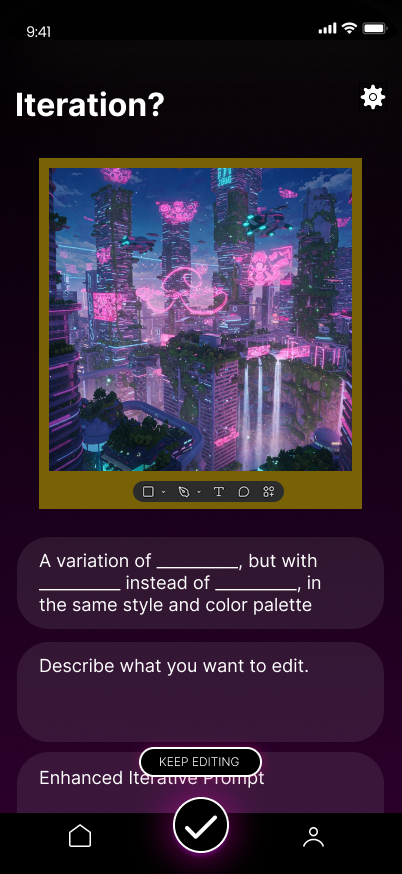 9:41
Iteration?
T
A variation of _________, but with
_________ instead of _________, in
the same style and color palette
Describe what you want to edit.
KEEP EDITING
Enhanced Iterative Prompt